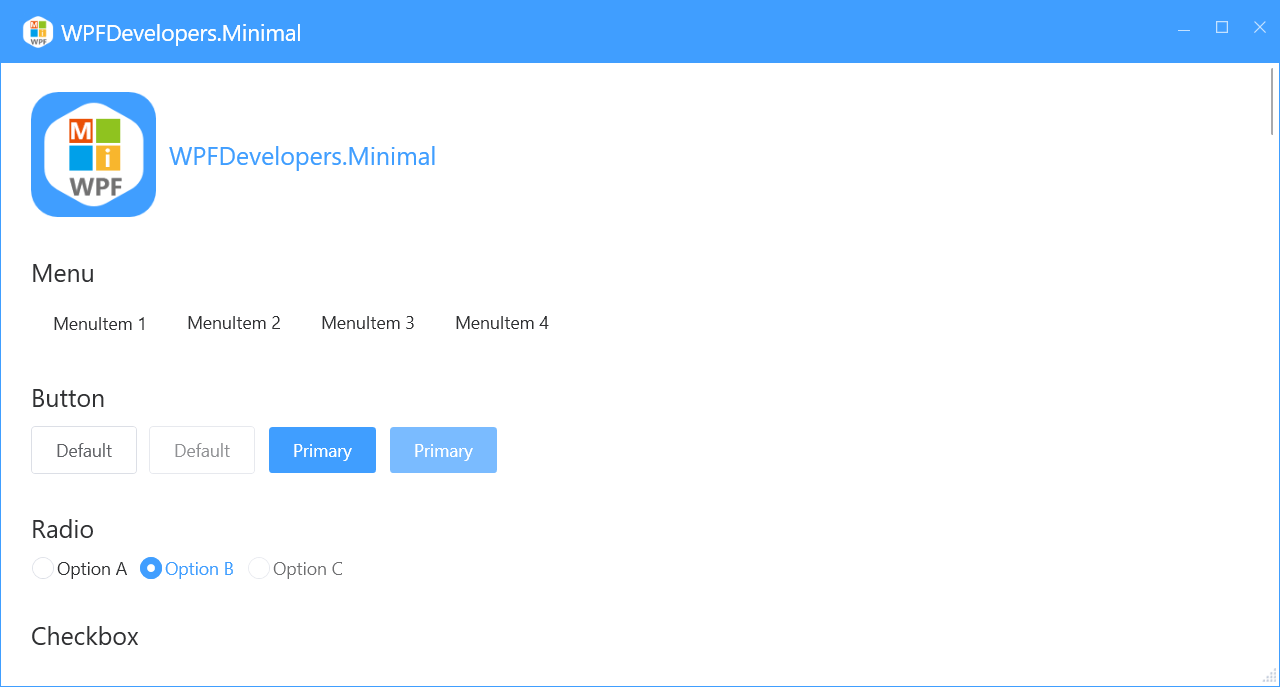 WPFDevelopers.Minimal
M
i
WPF
WPFDevelopers.Minimal
Menu
MenuItem 1 MenuItem 2 MenuItem 3 MenuItem 4
Button
Default Default Primary Primary
Radio
Option A Option B Option C
Checkbox